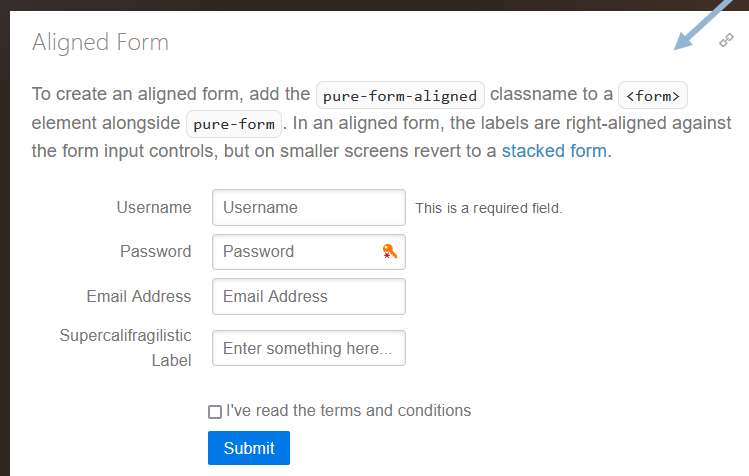 Aligned Form
To create an aligned form, add the pure-form-aligned classname to a <form>
element alongside pure-form. In an aligned form, the labels are right-aligned against
the form input controls, but on smaller screens revert to a stacked form.
Username Username This is a required field.
Password Password
Email Address Email Address
Supercalifragilistic
Label Enter something here...
I've read the terms and conditions
Submit